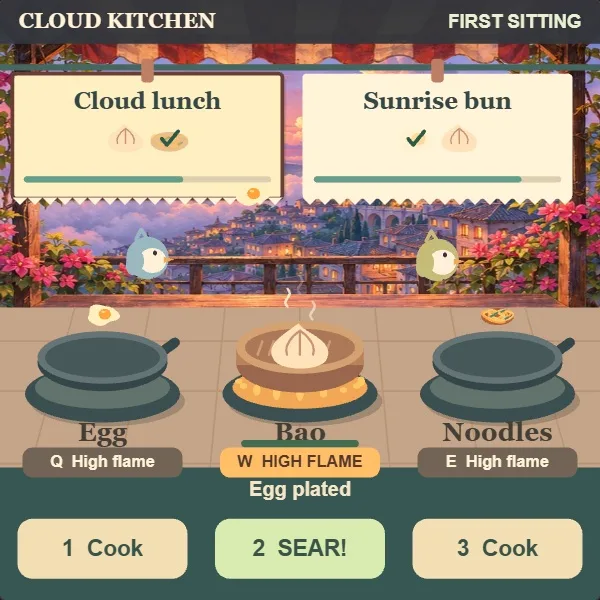 CLOUD KITCHEN
FIRST SITTING
Cloud lunch
Sunrise bun
Egg
Bao
Noodles
Q High flame
W HIGH FLAME
E High flame
Egg plated
1 Cook
2 SEAR!
3 Cook